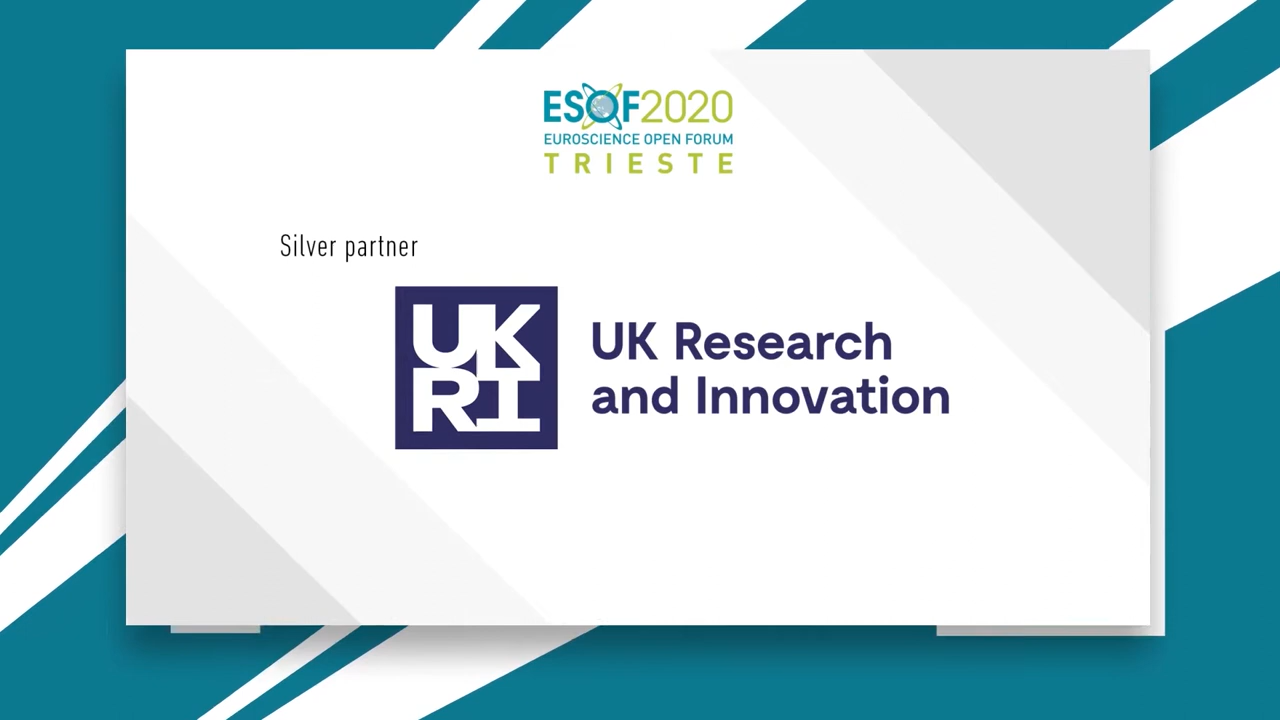 ESOF2020
EUROSCIENCE OPEN FORUM
TRIESTE
Silver partner
UK
RI
UK Research
and Innovation